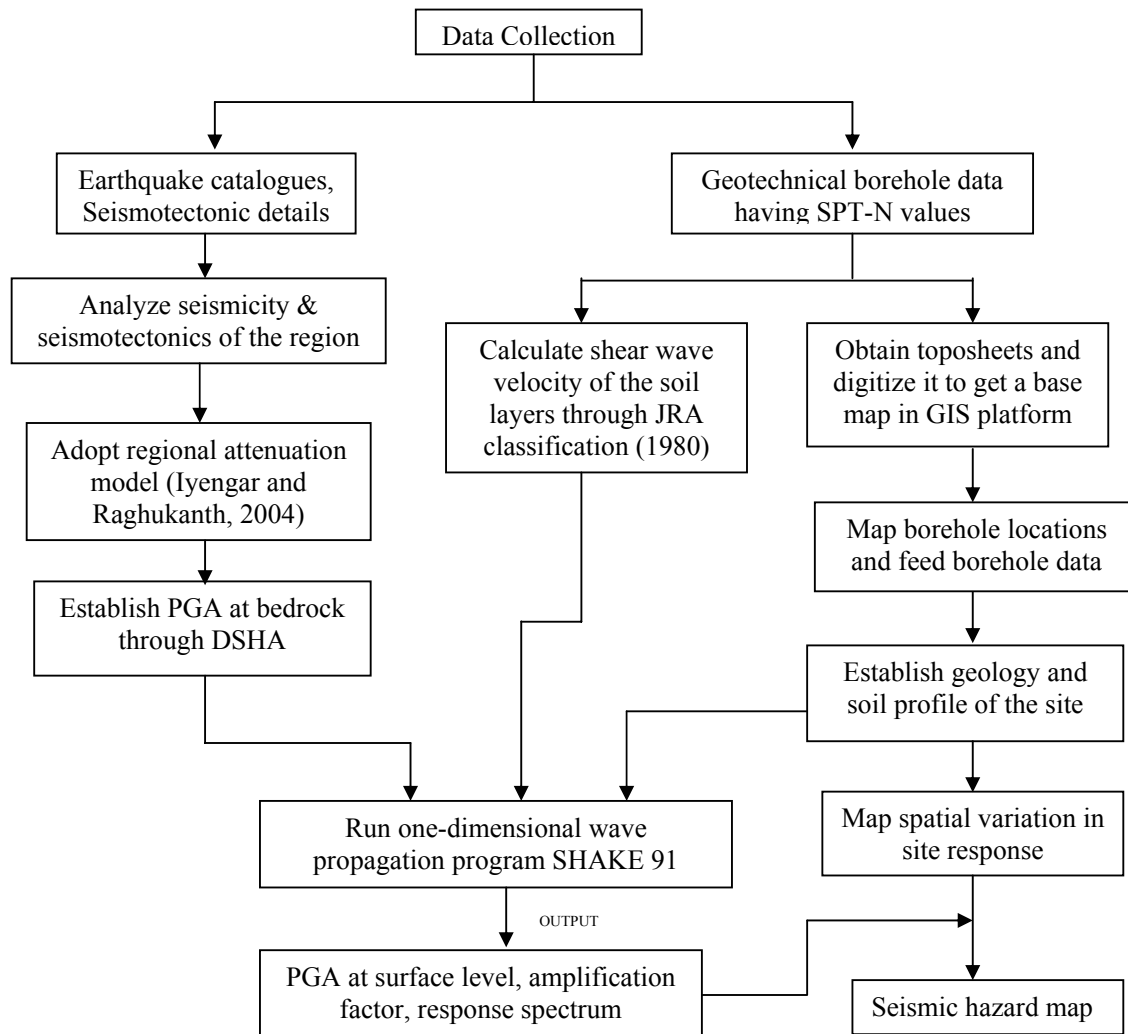 Data Collection
Earthquake catalogues,
Seismotectonic details
Geotechnical borehole data
having SPT-N values
Analyze seismicity &
seismotectonics of the region
Calculate shear wave
velocity of the soil
layers through JRA
classification (1980)
Obtain toposheets and
digitize it to get a base
map in GIS platform
Adopt regional attenuation
model (Iyengar and
Raghukanth, 2004)
Map borehole locations
and feed borehole data
Establish PGA at bedrock
through DSHA
Establish geology and
soil profile of the site
Run one-dimensional wave
propagation program SHAKE 91
Map spatial variation in
site response
OUTPUT
PGA at surface level, amplification
factor, response spectrum
Seismic hazard map